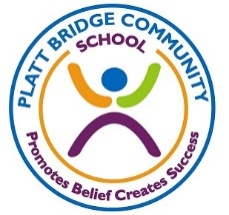 PLATT BRIDGE COMMUNITY
SCHOOL
Promotes Belief Creates Success